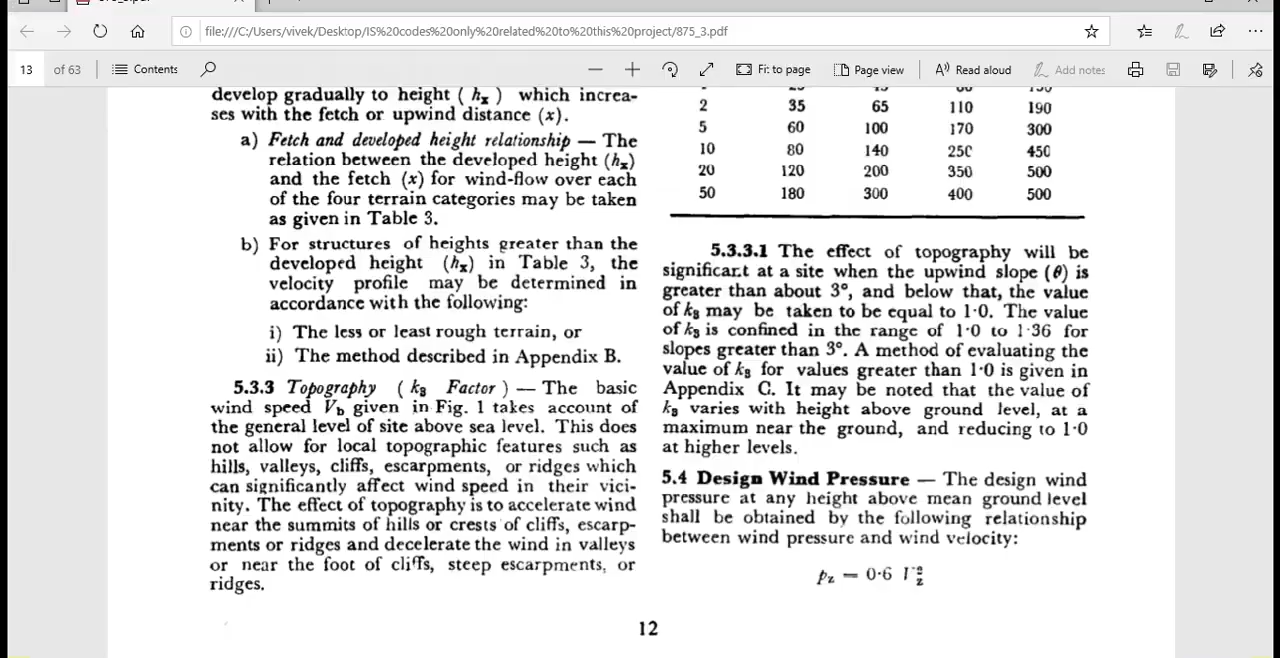 file:///C:/Users/vivek/Desktop/IS%20codes%20only%20related%20to%20this%20project/875_3.pdf
13 of 63 Contents Fit to page Page view Read aloud Add notes
develop gradually to height ( hx ) which increa-
ses with the fetch or upwind distance (x).
a) Fetch and developed height relationship — The
relation between the developed height (hx)
and the fetch (x) for wind-flow over each
of the four terrain categories may be taken
as given in Table 3.
b) For structures of heights greater than the
developed height (hx) in Table 3, the
velocity profile may be determined in
accordance with the following:
i) The less or least rough terrain, or
ii) The method described in Appendix B.
5.3.3 Topography ( k3 Factor ) — The basic
wind speed Vb given in Fig. 1 takes account of
the general level of site above sea level. This does
not allow for local topographic features such as
hills, valleys, cliffs, escarpments, or ridges which
can significantly affect wind speed in their vici-
nity. The effect of topography is to accelerate wind
near the summits of hills or crests of cliffs, escarp-
ments or ridges and decelerate the wind in valleys
or near the foot of cliffs, steep escarpments, or
ridges.
2 35 65 110 190
5 60 100 170 300
10 80 140 250 450
20 120 200 350 500
50 180 300 400 500
5.3.3.1 The effect of topography will be
significant at a site when the upwind slope (θ) is
greater than about 3°, and below that, the value
of k3 may be taken to be equal to 1·0. The value
of k3 is confined in the range of 1·0 to 1·36 for
slopes greater than 3°. A method of evaluating the
value of k3 for values greater than 1·0 is given in
Appendix C. It may be noted that the value of
k3 varies with height above ground level, at a
maximum near the ground, and reducing to 1·0
at higher levels.
5.4 Design Wind Pressure — The design wind
pressure at any height above mean ground level
shall be obtained by the following relationship
between wind pressure and wind velocity:
pz = 0·6 Vz²
12